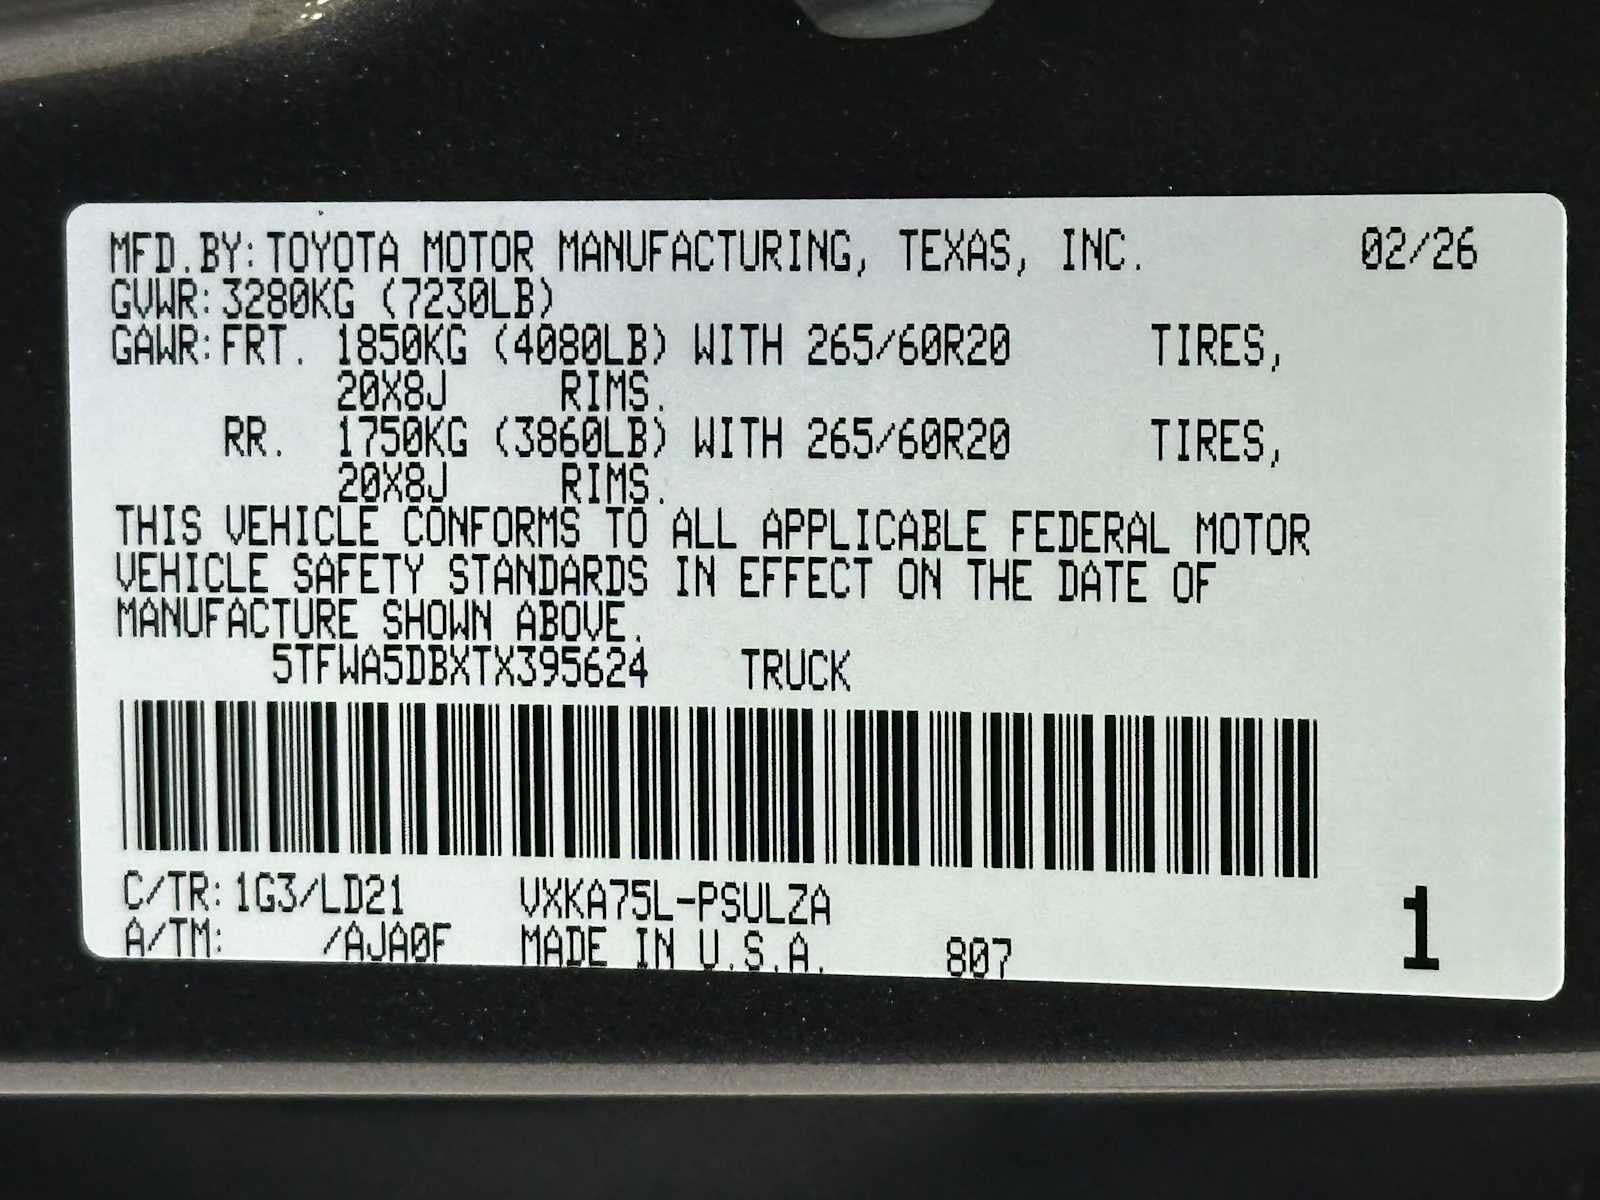 MFD.BY: TOYOTA MOTOR MANUFACTURING, TEXAS, INC. 02/26
GVWR: 3280KG (7230LB)
GAWR: FRT. 1850KG (4080LB) WITH 265/60R20 TIRES,
20X8J RIMS.
RR. 1750KG (3860LB) WITH 265/60R20 TIRES,
20X8J RIMS.
THIS VEHICLE CONFORMS TO ALL APPLICABLE FEDERAL MOTOR
VEHICLE SAFETY STANDARDS IN EFFECT ON THE DATE OF
MANUFACTURE SHOWN ABOVE.
5TFWA5DBXTX395624 TRUCK
C/TR: 1G3/LD21 VXKA75L-PSULZA
A/TM: /AJA0F MADE IN U.S.A. 807
1